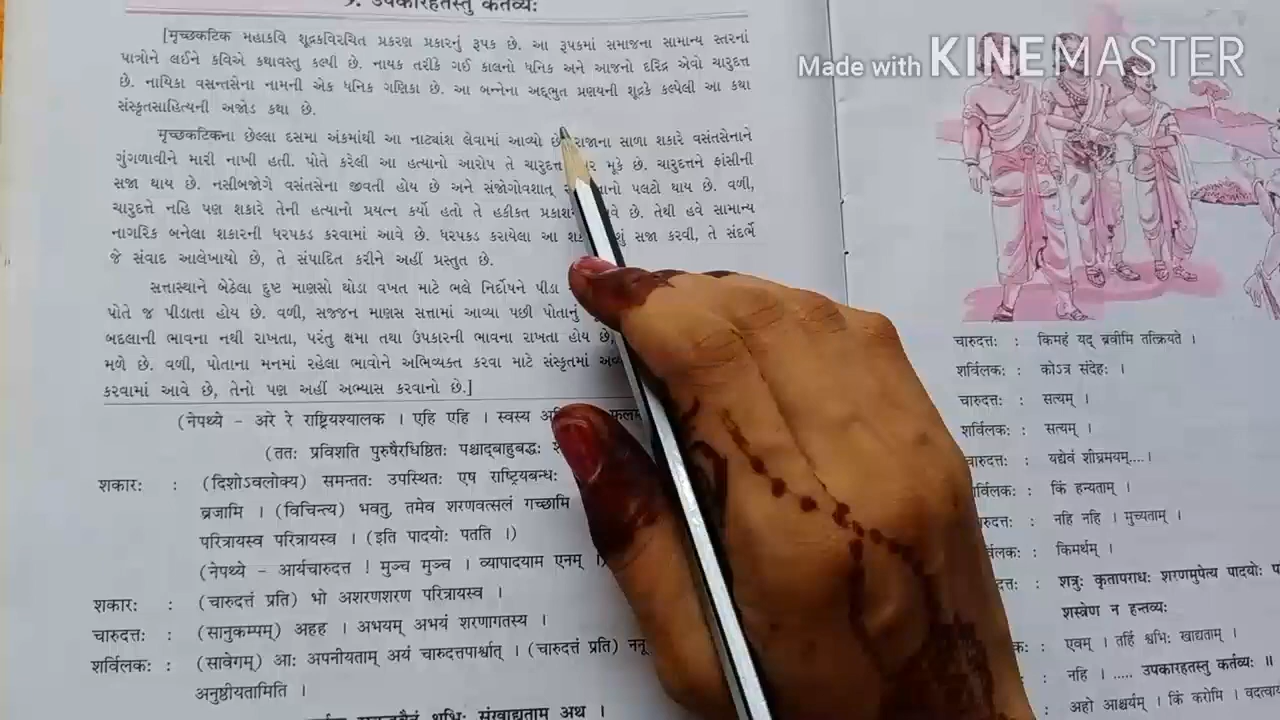 उपकारहतस्तु कर्तव्यः
[મૃચ્છકટિક મહાકવિ શૂદ્રકવિરચિત પ્રકરણ પ્રકારનું રૂપક છે. આ રૂપકમાં સમાજના સામાન્ય સ્તરનાં
પાત્રોને લઈને કવિએ કથાવસ્તુ કલ્પી છે. નાયક તરીકે ગઈ કાલનો ધનિક અને આજનો દરિદ્ર એવો ચારુદત્ત
છે. નાયિકા વસન્તસેના નામની એક ધનિક ગણિકા છે. આ બન્નેના અદ્ભુત પ્રણયની શૂદ્રકે કલ્પેલી આ કથા
સંસ્કૃતસાહિત્યની અજોડ કથા છે.
મૃચ્છકટિકના છેલ્લા દસમા અંકમાંથી આ નાટ્યાંશ લેવામાં આવ્યો છે. રાજાના સાળા શકારે વસંતસેનાને
ગુંગળાવીને મારી નાખી હતી. પોતે કરેલી આ હત્યાનો આરોપ તે ચારુદત્ત મૂકે છે. ચારુદત્તને ફાંસીની
સજા થાય છે. નસીબજોગે વસંતસેના જીવતી હોય છે અને સંજોગોવશાત્ પલટો થાય છે. વળી,
ચારુદત્તે નહિ પણ શકારે તેની હત્યાનો પ્રયત્ન કર્યો હતો તે હકીકત છે. તેથી હવે સામાન્ય
નાગરિક બનેલા શકારની ધરપકડ કરવામાં આવે છે. ધરપકડ કરાયેલા આ સજા કરવી, તે સંદર્ભે
જે સંવાદ આલેખાયો છે, તે સંપાદિત કરીને અહીં પ્રસ્તુત છે.
સત્તાસ્થાને બેઠેલા દુષ્ટ માણસો થોડા વખત માટે ભલે નિર્દોષને પીડા
પોતે જ પીડાતા હોય છે. વળી, સજ્જન માણસ સત્તામાં આવ્યા પછી પોતાનું
બદલાની ભાવના નથી રાખતા, પરંતુ ક્ષમા તથા ઉપકારની ભાવના રાખતા હોય છે,
મળે છે. વળી, પોતાના મનમાં રહેલા ભાવોને અભિવ્યક્ત કરવા માટે સંસ્કૃતમાં
કરવામાં આવે છે, તેનો પણ અહીં અભ્યાસ કરવાનો છે.]
(नेपथ्ये - अरे रे राष्ट्रियश्यालक । एहि एहि । स्वस्य
(ततः प्रविशति पुरुषैरधिष्ठितः पश्चाद्बाहुबद्धः
शकारः : (दिशोऽवलोक्य) समन्ततः उपस्थितः एष राष्ट्रियबन्धः
व्रजामि । (विचिन्त्य) भवतु, तमेव शरणवत्सलं गच्छामि
परित्रायस्व परित्रायस्व । (इति पादयोः पतति ।)
(नेपथ्ये - आर्यचारुदत्त ! मुञ्च मुञ्च । व्यापादयाम एनम् ।)
शकारः : (चारुदत्तं प्रति) भो अशरणशरण परित्रायस्व ।
चारुदत्तः : (सानुकम्पम्) अहह । अभयम् अभयं शरणागतस्य ।
शर्विलकः : (सावेगम्) आः अपनीयताम् अयं चारुदत्तपार्श्वात् । (चारुदत्तं प्रति)
अनुष्ठीयतामिति ।
संखाद्यताम् अथ ।
Made with KINEMASTER
चारुदत्तः : किमहं यद् ब्रवीमि तत्क्रियते ।
शर्विलकः : कोऽत्र संदेहः ।
चारुदत्तः : सत्यम् ।
शर्विलकः : सत्यम् ।
चारुदत्तः : यद्येवं शीघ्रमयम्....।
किं हन्यताम् ।
नहि नहि । मुच्यताम् ।
किमर्थम् ।
शत्रुः कृतापराधः शरणमुपेत्य पादयोः
शस्त्रेण न हन्तव्यः
एवम् । तर्हि श्वभिः खाद्यताम् ।
नहि । ..... उपकारहतस्तु कर्तव्यः ॥
अहो आश्चर्यम् । किं करोमि ।